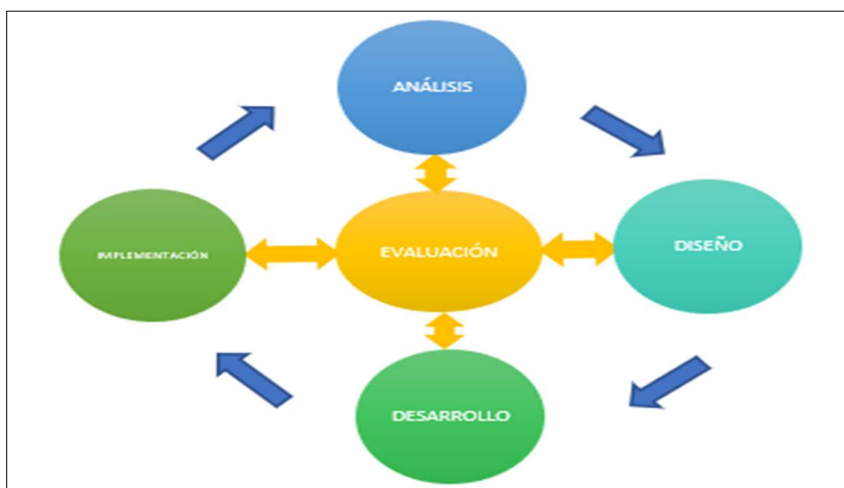 ANÁLISIS
DISEÑO
EVALUACIÓN
IMPLEMENTACIÓN
DESARROLLO